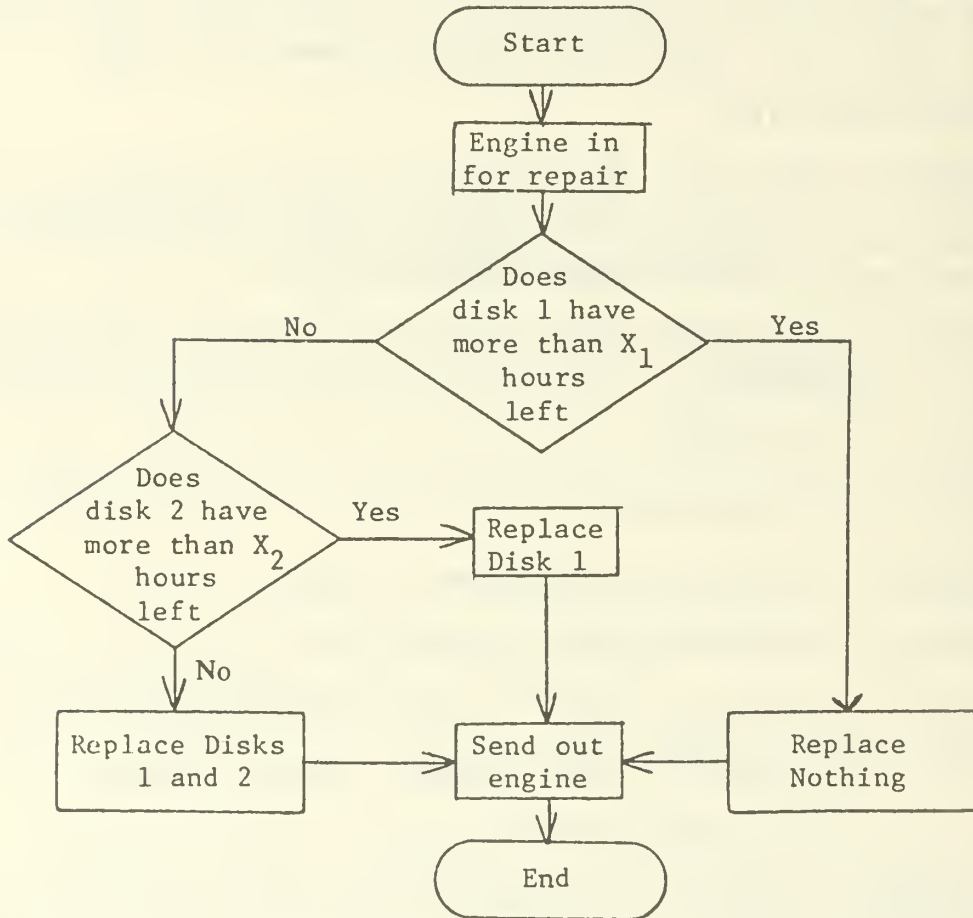 Start
Engine in
for repair
Does
disk 1 have
more than X1
hours
left
No
Yes
Does
disk 2 have
more than X2
hours
left
Yes
Replace
Disk 1
No
Replace Disks
1 and 2
Send out
engine
Replace
Nothing
End